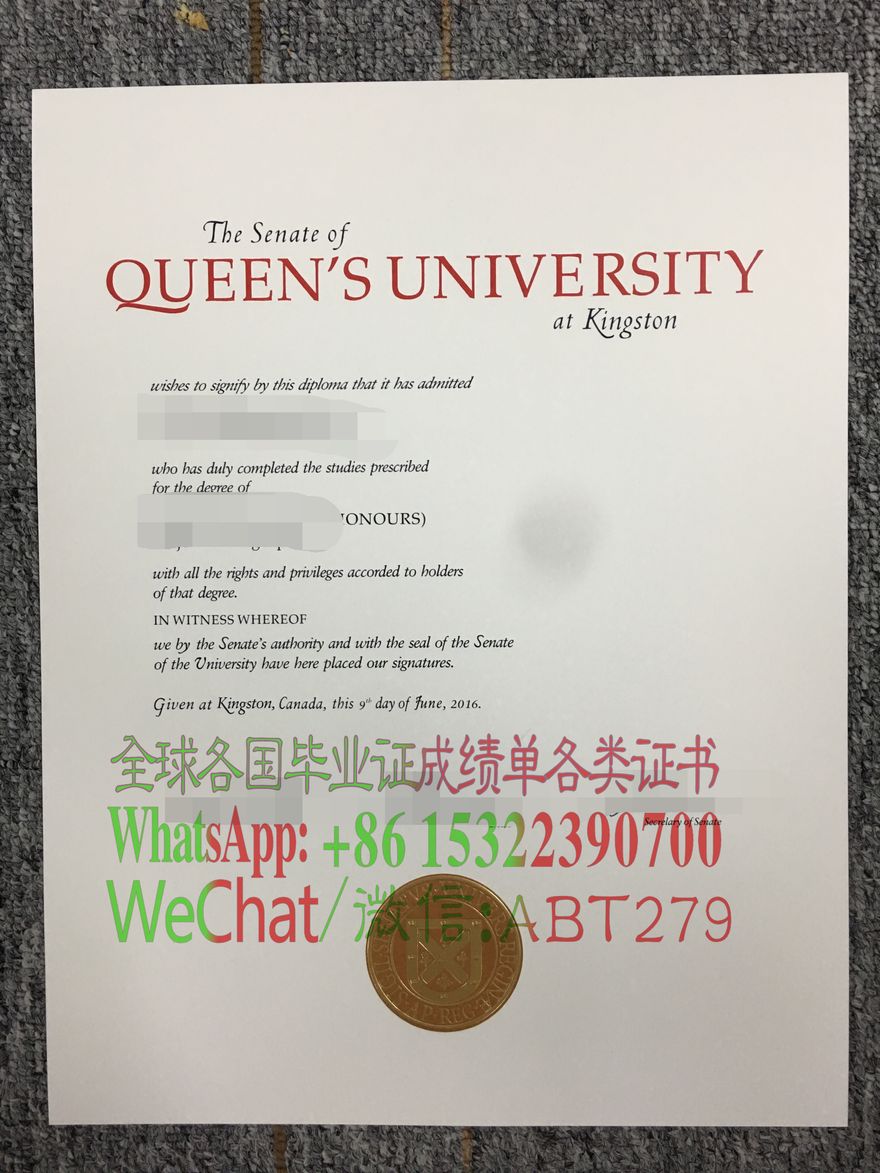 The Senate of
QUEEN'S UNIVERSITY
at Kingston
wishes to signify by this diploma that it has admitted
who has duly completed the studies prescribed
for the degree of
HONOURS)
with all the rights and privileges accorded to holders
of that degree.
IN WITNESS WHEREOF
we by the Senate's authority and with the seal of the Senate
of the University have here placed our signatures.
Given at Kingston, Canada, this 9th day of June, 2016.
全球各国毕业证成绩单各类证书
Secretary of Senate
WhatsApp: +86 15322390700
WeChat/微信: ABT279